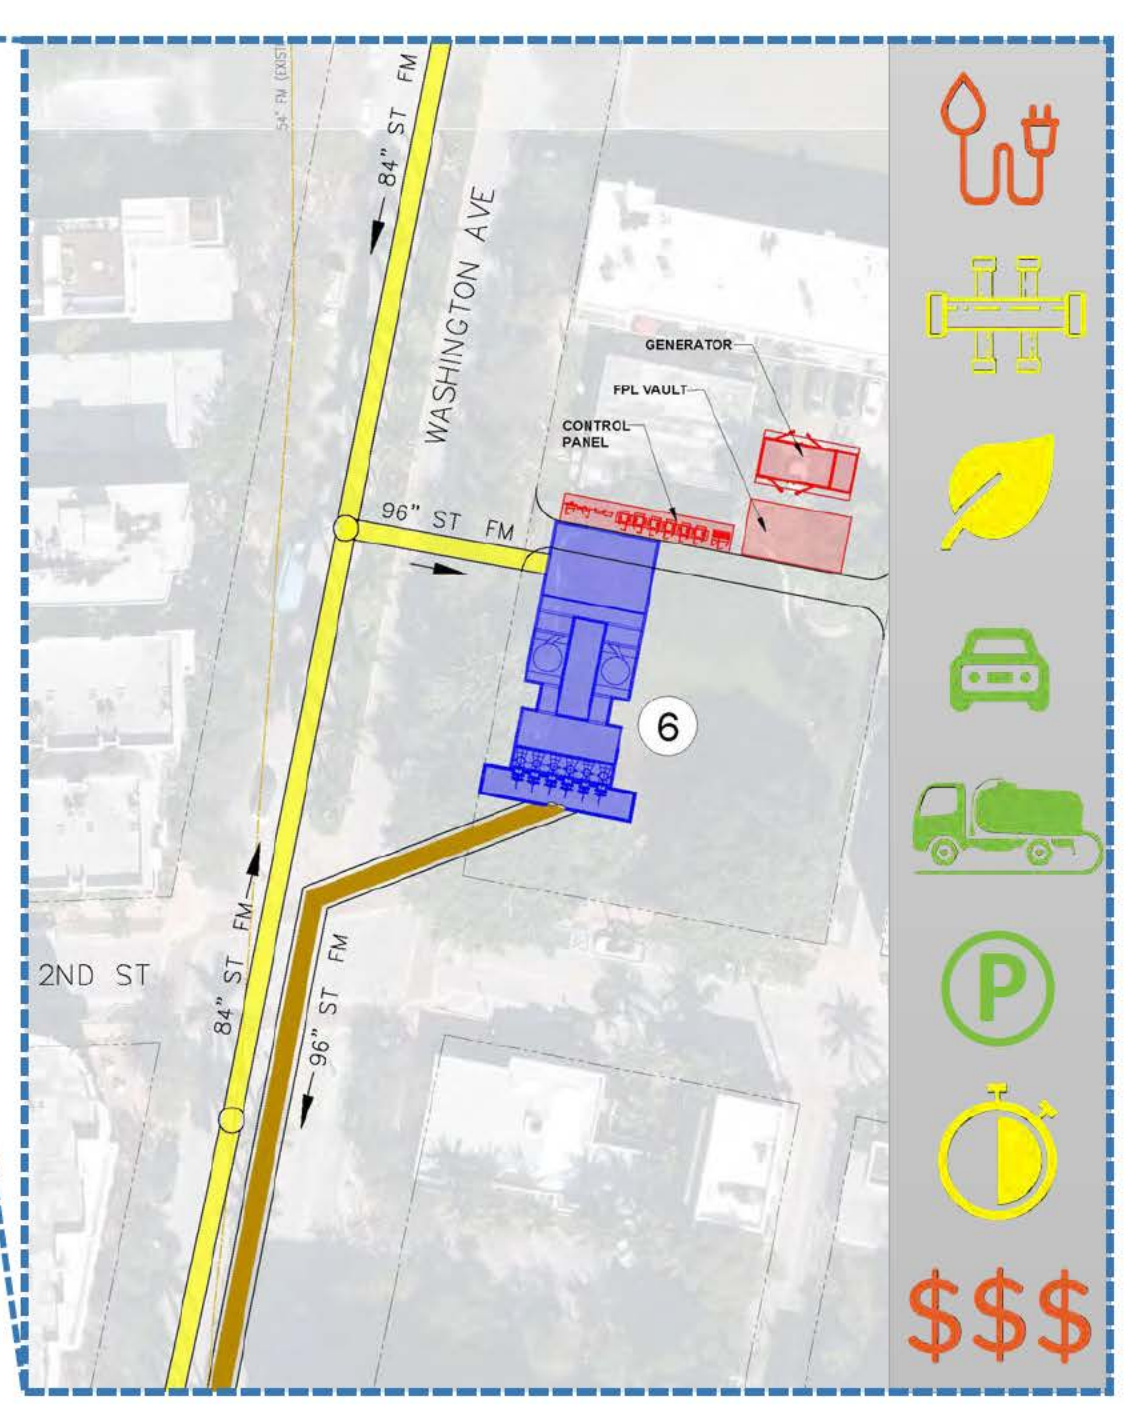 54" FM (EXIST
84" ST FM
WASHINGTON AVE
GENERATOR
FPL VAULT
CONTROL
PANEL
96" ST FM
6
84" ST FM
2ND ST
96" ST FM
P
$$$